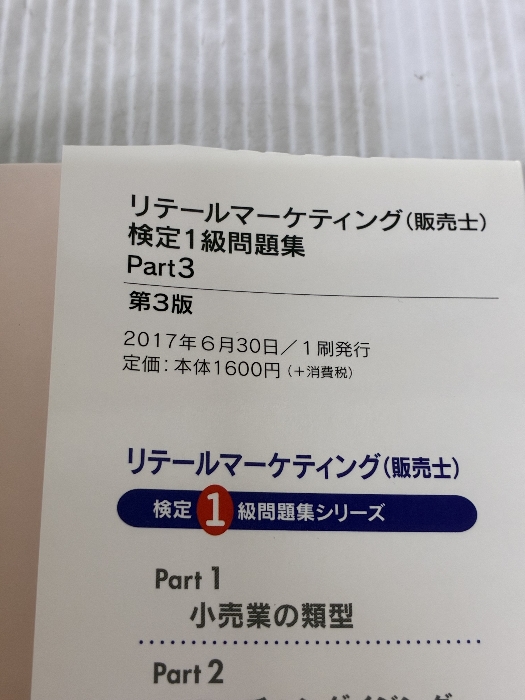 リテールマーケティング(販売士)
検定1級問題集
Part3
第3版
2017年6月30日/1刷発行
定価:本体1600円(+消費税)
リテールマーケティング(販売士)
検定1級問題集シリーズ
Part 1
小売業の類型
Part 2